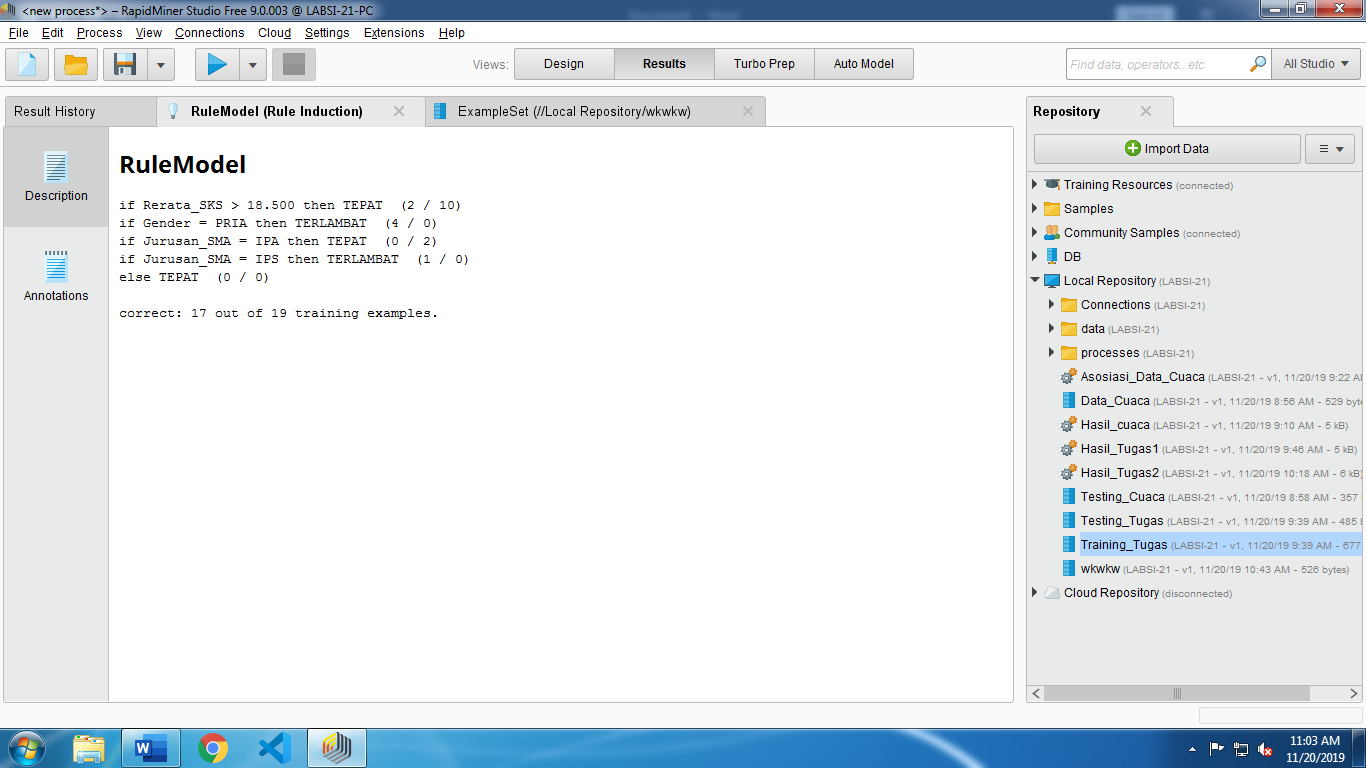 <new process*> – RapidMiner Studio Free 9.0.003 @ LABSI-21-PC
File Edit Process View Connections Cloud Settings Extensions Help
Views: Design Results Turbo Prep Auto Model
Find data, operators...etc
All Studio
Result History
RuleModel (Rule Induction)
ExampleSet (//Local Repository/wkwkw)
Description
Annotations
RuleModel
if Rerata_SKS > 18.500 then TEPAT (2 / 10)
if Gender = PRIA then TERLAMBAT (4 / 0)
if Jurusan_SMA = IPA then TEPAT (0 / 2)
if Jurusan_SMA = IPS then TERLAMBAT (1 / 0)
else TEPAT (0 / 0)
correct: 17 out of 19 training examples.
Repository
Import Data
Training Resources (connected)
Samples
Community Samples (connected)
DB
Local Repository (LABSI-21)
Connections (LABSI-21)
data (LABSI-21)
processes (LABSI-21)
Asosiasi_Data_Cuaca (LABSI-21 - v1, 11/20/19 9:22 A
Data_Cuaca (LABSI-21 - v1, 11/20/19 8:56 AM - 529 byt
Hasil_cuaca (LABSI-21 - v1, 11/20/19 9:10 AM - 5 kB)
Hasil_Tugas1 (LABSI-21 - v1, 11/20/19 9:46 AM - 5 kB)
Hasil_Tugas2 (LABSI-21 - v1, 11/20/19 10:18 AM - 6 kB)
Testing_Cuaca (LABSI-21 - v1, 11/20/19 8:58 AM - 357
Testing_Tugas (LABSI-21 - v1, 11/20/19 9:39 AM - 485
Training_Tugas (LABSI-21 - v1, 11/20/19 9:39 AM - 677
wkwkw (LABSI-21 - v1, 11/20/19 10:43 AM - 526 bytes)
Cloud Repository (disconnected)
11:03 AM
11/20/2019